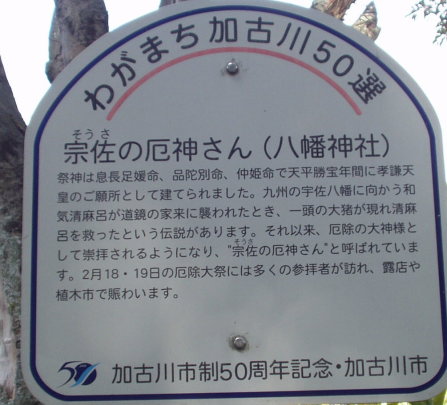 わがまち加古川50選
そうさ
宗佐の厄神さん（八幡神社）
祭神は息長足媛命、品陀別命、仲姫命で天平勝宝年間に孝謙天
皇のご願所として建てられました。九州の宇佐八幡に向かう和
気清麻呂が道鏡の家来に襲われたとき、一頭の大猪が現れ清麻
呂を救ったという伝説があります。それ以来、厄除の大神様と
そうさ
して崇拝されるようになり、"宗佐の厄神さん"と呼ばれていま
す。2月18・19日の厄除大祭には多くの参拝者が訪れ、露店や
植木市で賑わいます。
50 加古川市制50周年記念・加古川市